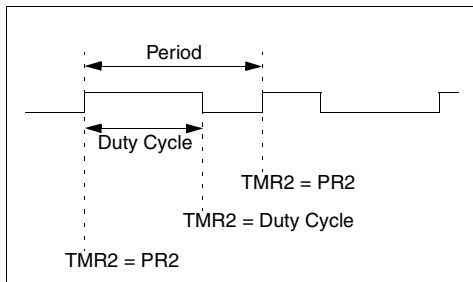 Period
Duty Cycle
TMR2 = PR2
TMR2 = Duty Cycle
TMR2 = PR2